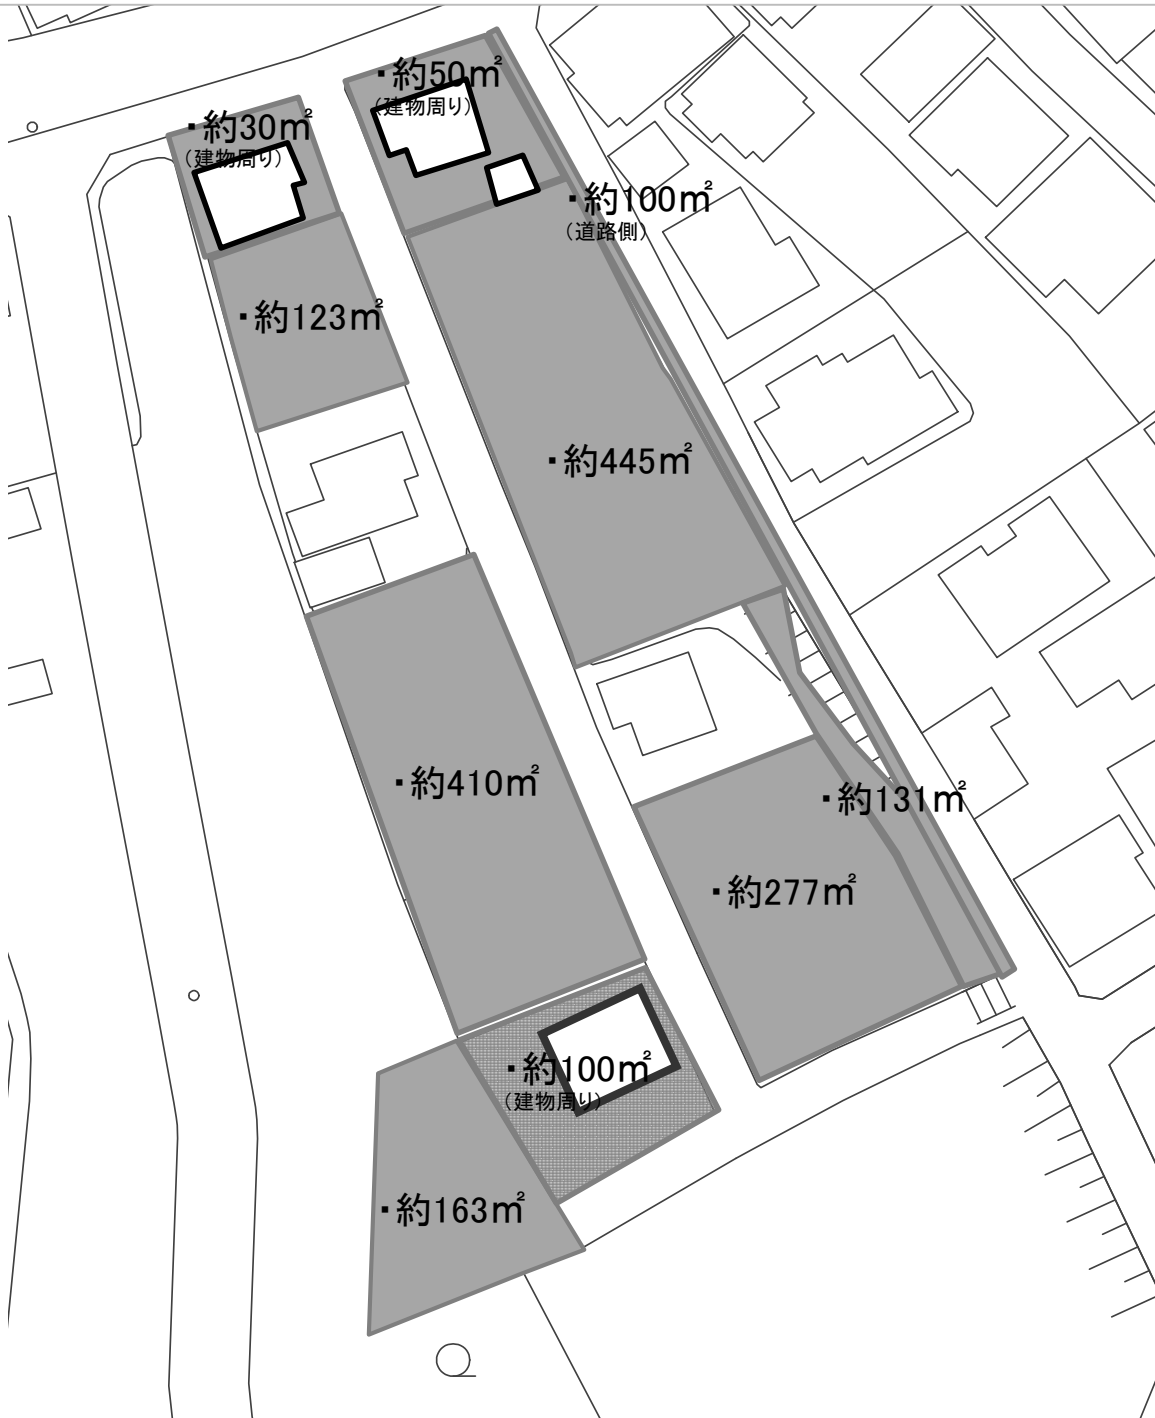 ・約50㎡
(建物周り)
・約30㎡
(建物周り)
・約100㎡
(道路側)
・約123㎡
・約445㎡
・約410㎡
・約131㎡
・約277㎡
・約100㎡
(建物周り)
・約163㎡